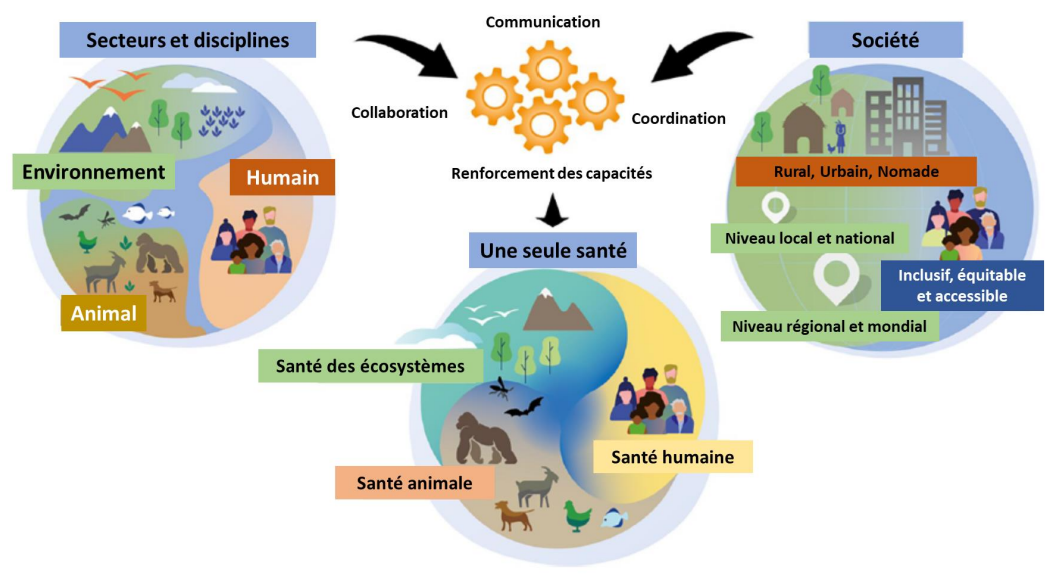 Secteurs et disciplines
Environnement
Humain
Animal
Communication
Collaboration
Coordination
Renforcement des capacités
Société
Rural, Urbain, Nomade
Niveau local et national
Inclusif, équitable
et accessible
Niveau régional et mondial
Une seule santé
Santé des écosystèmes
Santé humaine
Santé animale